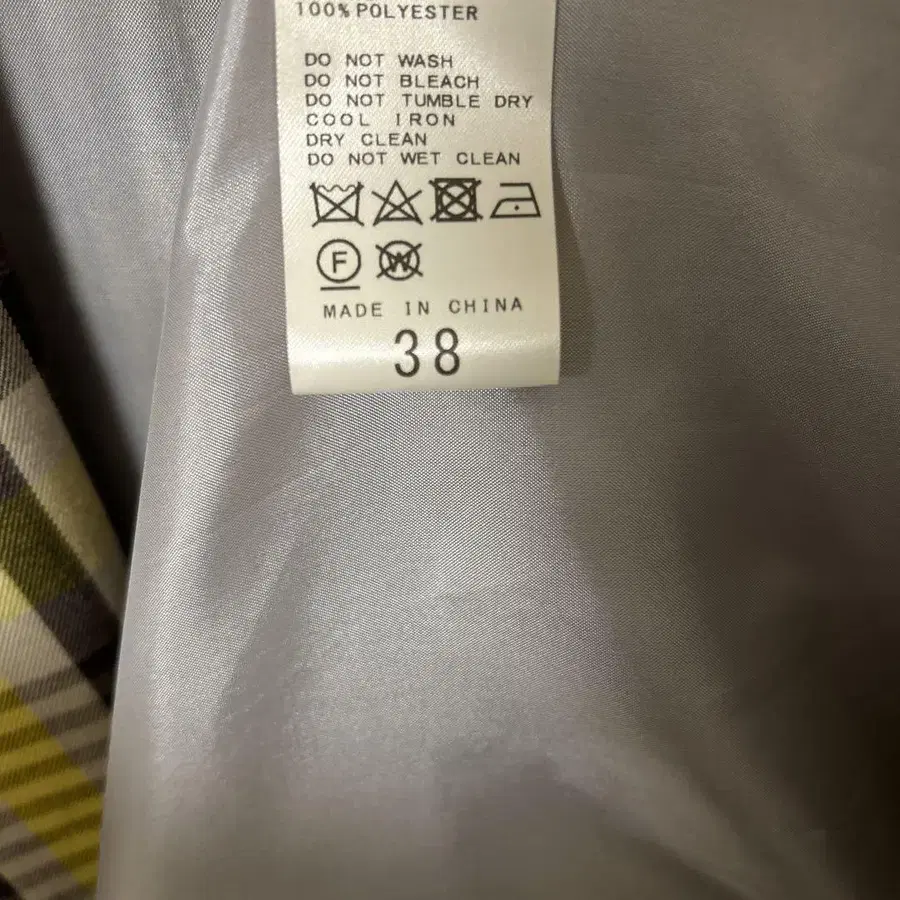 100% POLYESTER
DO NOT WASH
DO NOT BLEACH
DO NOT TUMBLE DRY
COOL IRON
DRY CLEAN
DO NOT WET CLEAN
F W
MADE IN CHINA
38